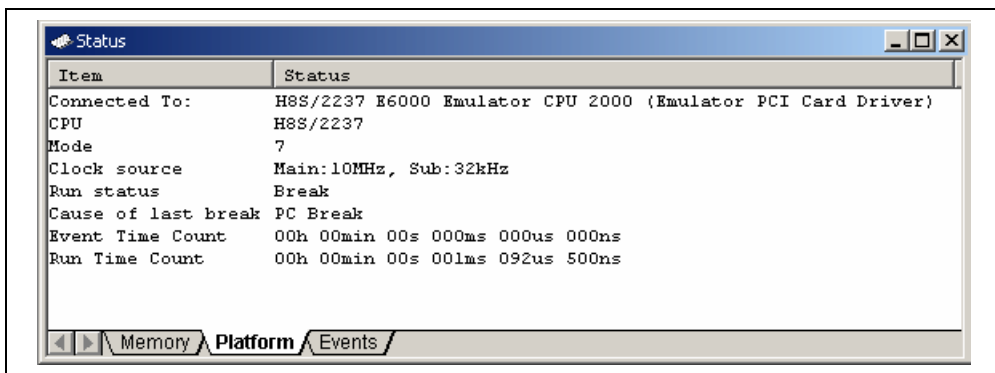 Status
Item Status
Connected To: H8S/2237 E6000 Emulator CPU 2000 (Emulator PCI Card Driver)
CPU H8S/2237
Mode 7
Clock source Main:10MHz, Sub:32kHz
Run status Break
Cause of last break PC Break
Event Time Count 00h 00min 00s 000ms 000us 000ns
Run Time Count 00h 00min 00s 001ms 092us 500ns
Memory Platform Events